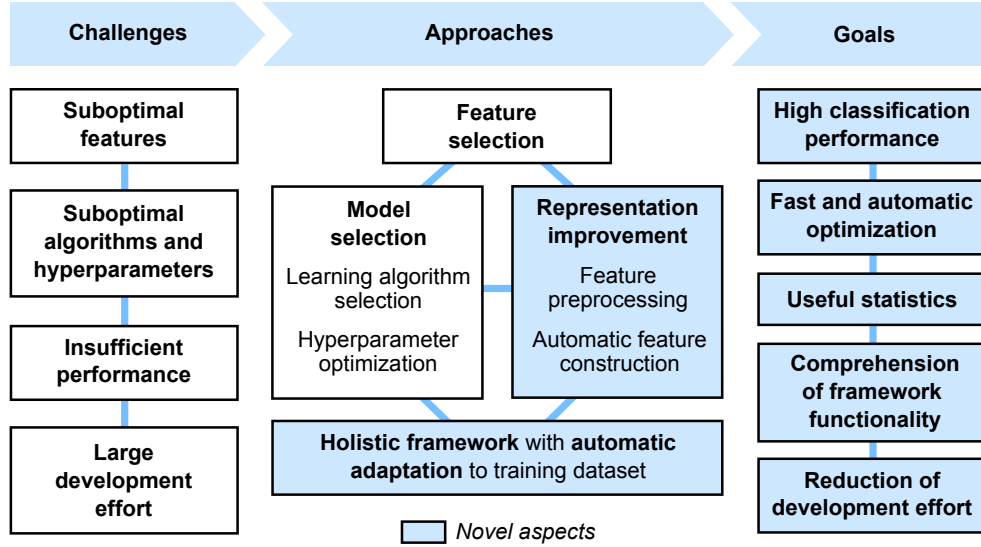 Challenges
Approaches
Goals
Suboptimal
features
Suboptimal
algorithms and
hyperparameters
Insufficient
performance
Large
development
effort
Feature
selection
Model
selection
Learning algorithm
selection
Hyperparameter
optimization
Representation
improvement
Feature
preprocessing
Automatic feature
construction
Holistic framework with automatic
adaptation to training dataset
Novel aspects
High classification
performance
Fast and automatic
optimization
Useful statistics
Comprehension
of framework
functionality
Reduction of
development effort